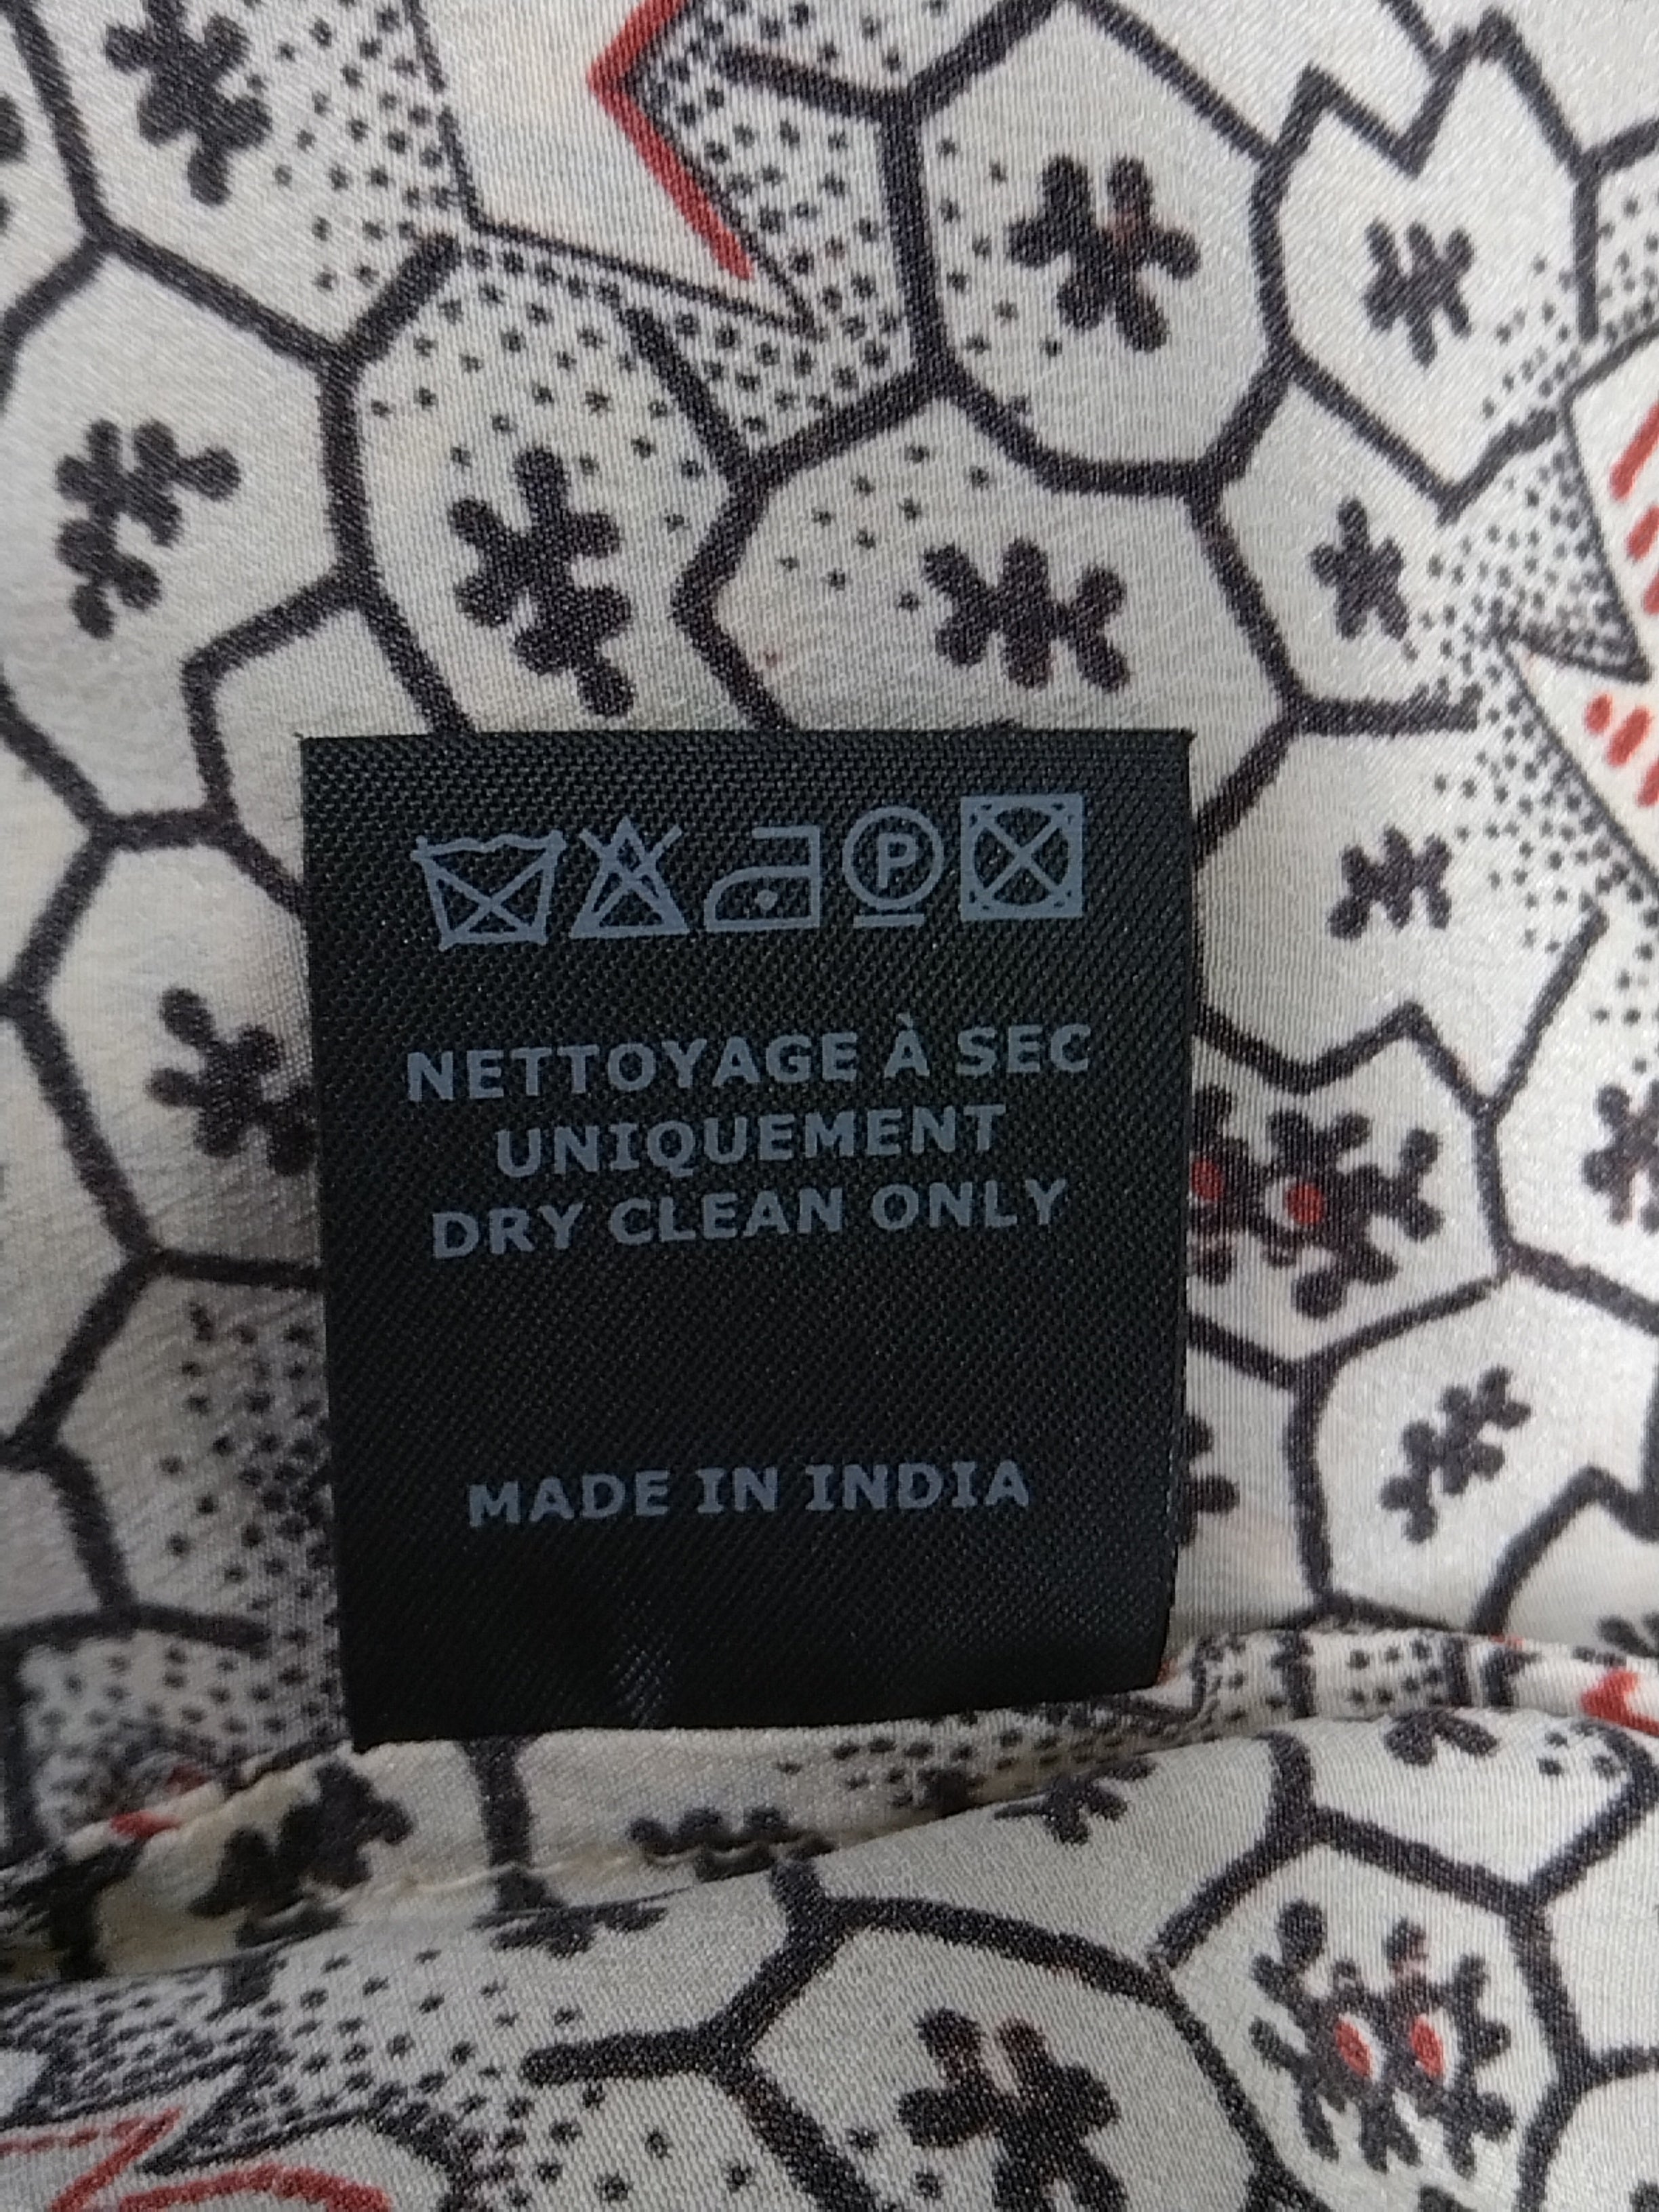 P
NETTOYAGE À SEC
UNIQUEMENT
DRY CLEAN ONLY
MADE IN INDIA